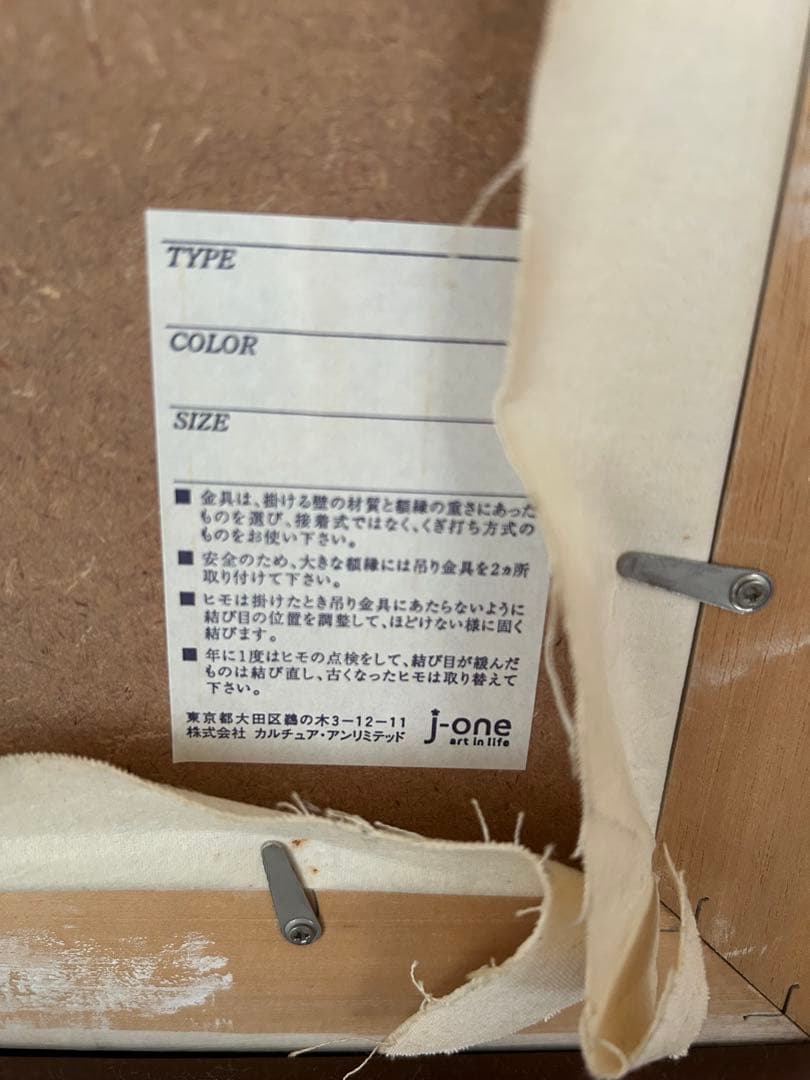 TYPE
COLOR
SIZE
■ 金具は、掛ける壁の材質と額縁の重さにあった
ものを選び、接着式ではなく、くぎ打ち方式の
ものをお使い下さい。
■ 安全のため、大きな額縁には吊り金具を2ヵ所
取り付けて下さい。
■ ヒモは掛けたとき吊り金具にあたらないように
結び目の位置を調整して、ほどけない様に固く
結びます。
■ 年に1度はヒモの点検をして、結び目が緩んだ
ものは結び直し、古くなったヒモは取り替えて
下さい。
東京都大田区鵜の木3-12-11
株式会社 カルチュア・アンリミテッド
j-one
art in life